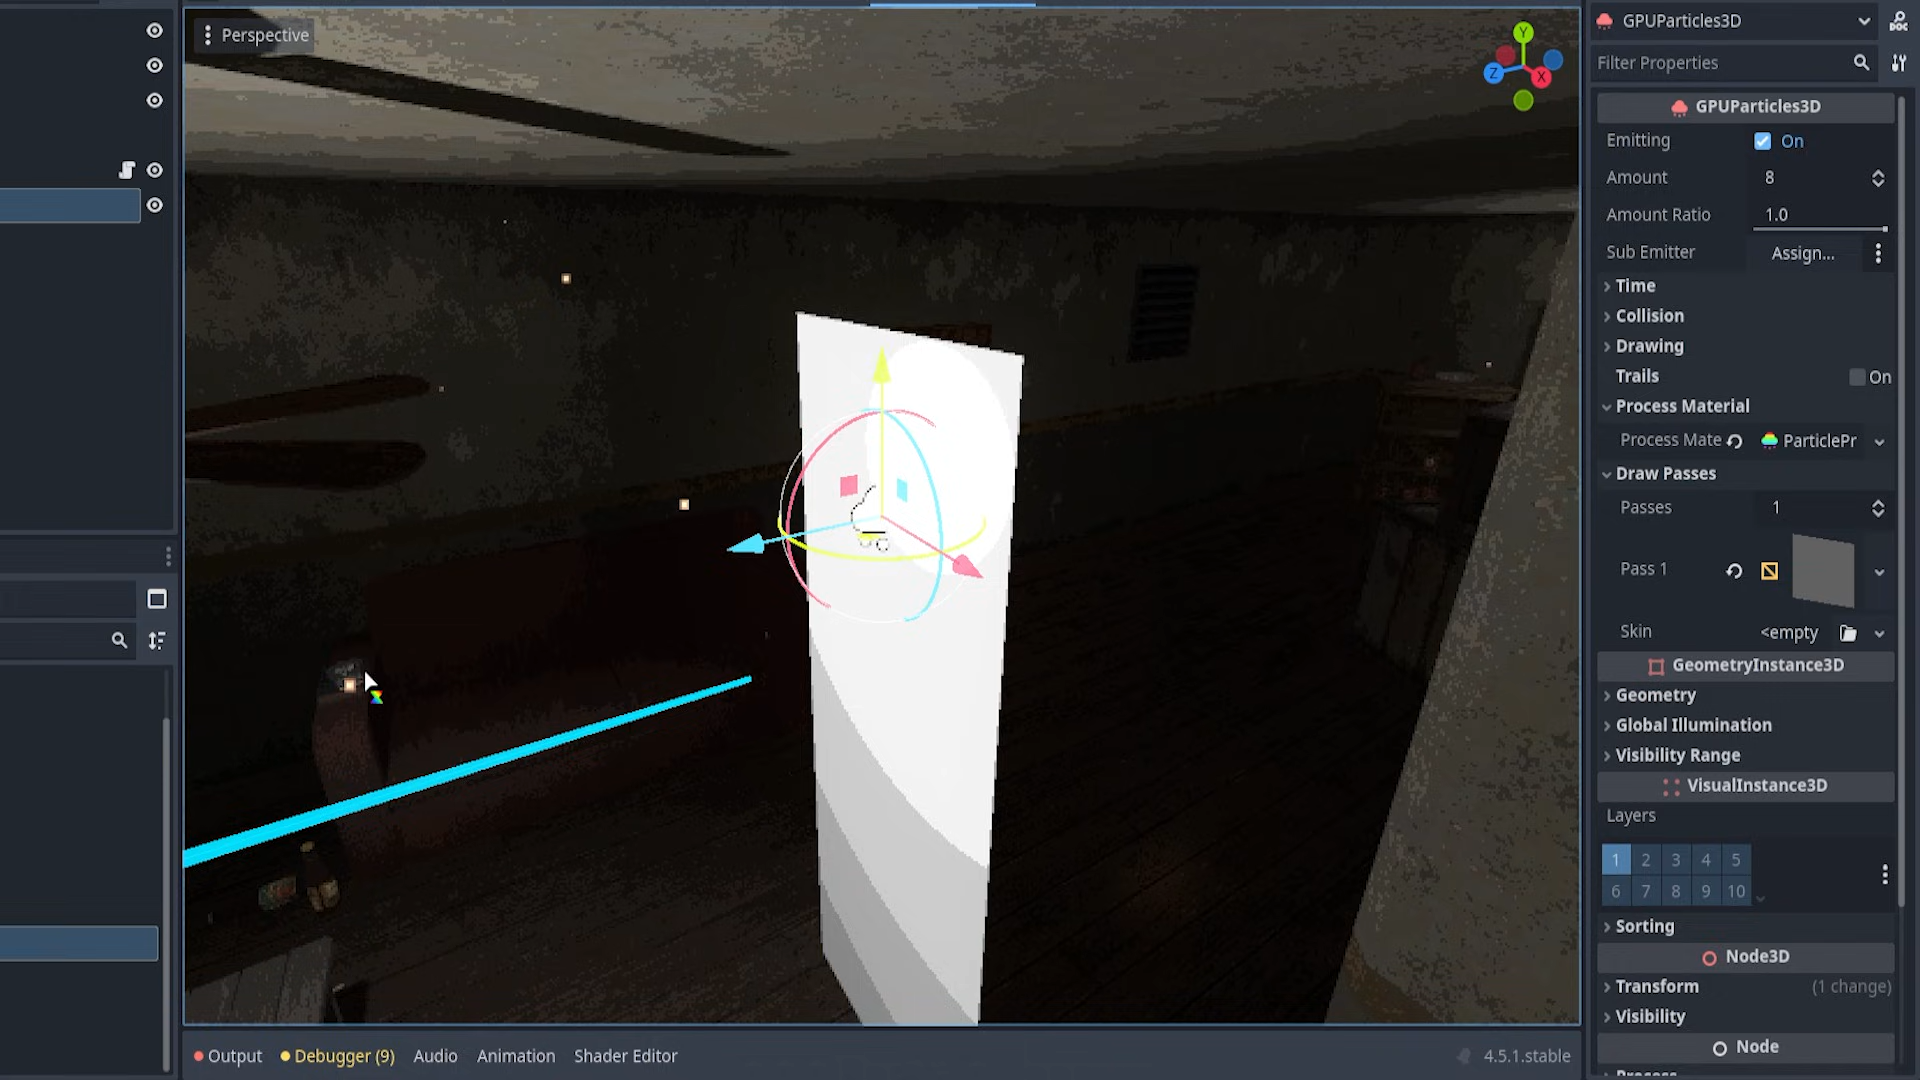 Perspective
Y
Z
X
GPUParticles3D
DOC
Filter Properties
GPUParticles3D
Emitting On
Amount 8
Amount Ratio 1.0
Sub Emitter Assign...
Time
Collision
Drawing
Trails On
Process Material
Process Mate ParticlePr
Draw Passes
Passes 1
Pass 1
Skin <empty
GeometryInstance3D
Geometry
Global Illumination
Visibility Range
VisualInstance3D
Layers
1 2 3 4 5
6 7 8 9 10
Sorting
Node3D
Transform (1 change)
Visibility
Node
Process
Output Debugger (9) Audio Animation Shader Editor 4.5.1.stable